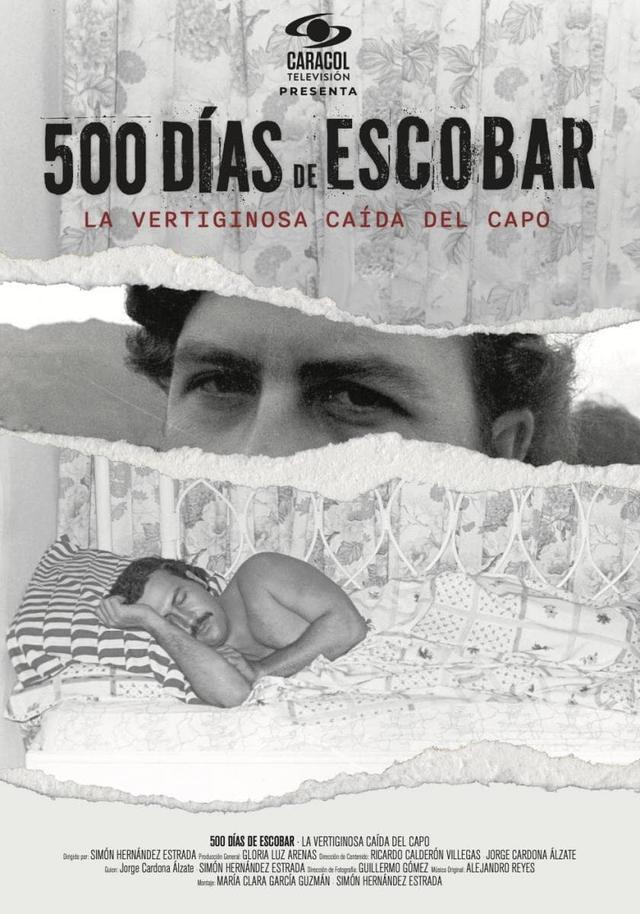 CARACOL
TELEVISIÓN
PRESENTA
500 DÍAS DE ESCOBAR
LA VERTIGINOSA CAÍDA DEL CAPO
500 DÍAS DE ESCOBAR · LA VERTIGINOSA CAÍDA DEL CAPO
Dirigido por: SIMÓN HERNÁNDEZ ESTRADA Producción General: GLORIA LUZ ARENAS Dirección de Contenido: RICARDO CALDERÓN VILLEGAS · JORGE CARDONA ÁLZATE
Guion: Jorge Cardona Álzate · SIMÓN HERNÁNDEZ ESTRADA Dirección de Fotografía: GUILLERMO GÓMEZ Música Original: ALEJANDRO REYES
Montaje: MARÍA CLARA GARCÍA GUZMÁN · SIMÓN HERNÁNDEZ ESTRADA